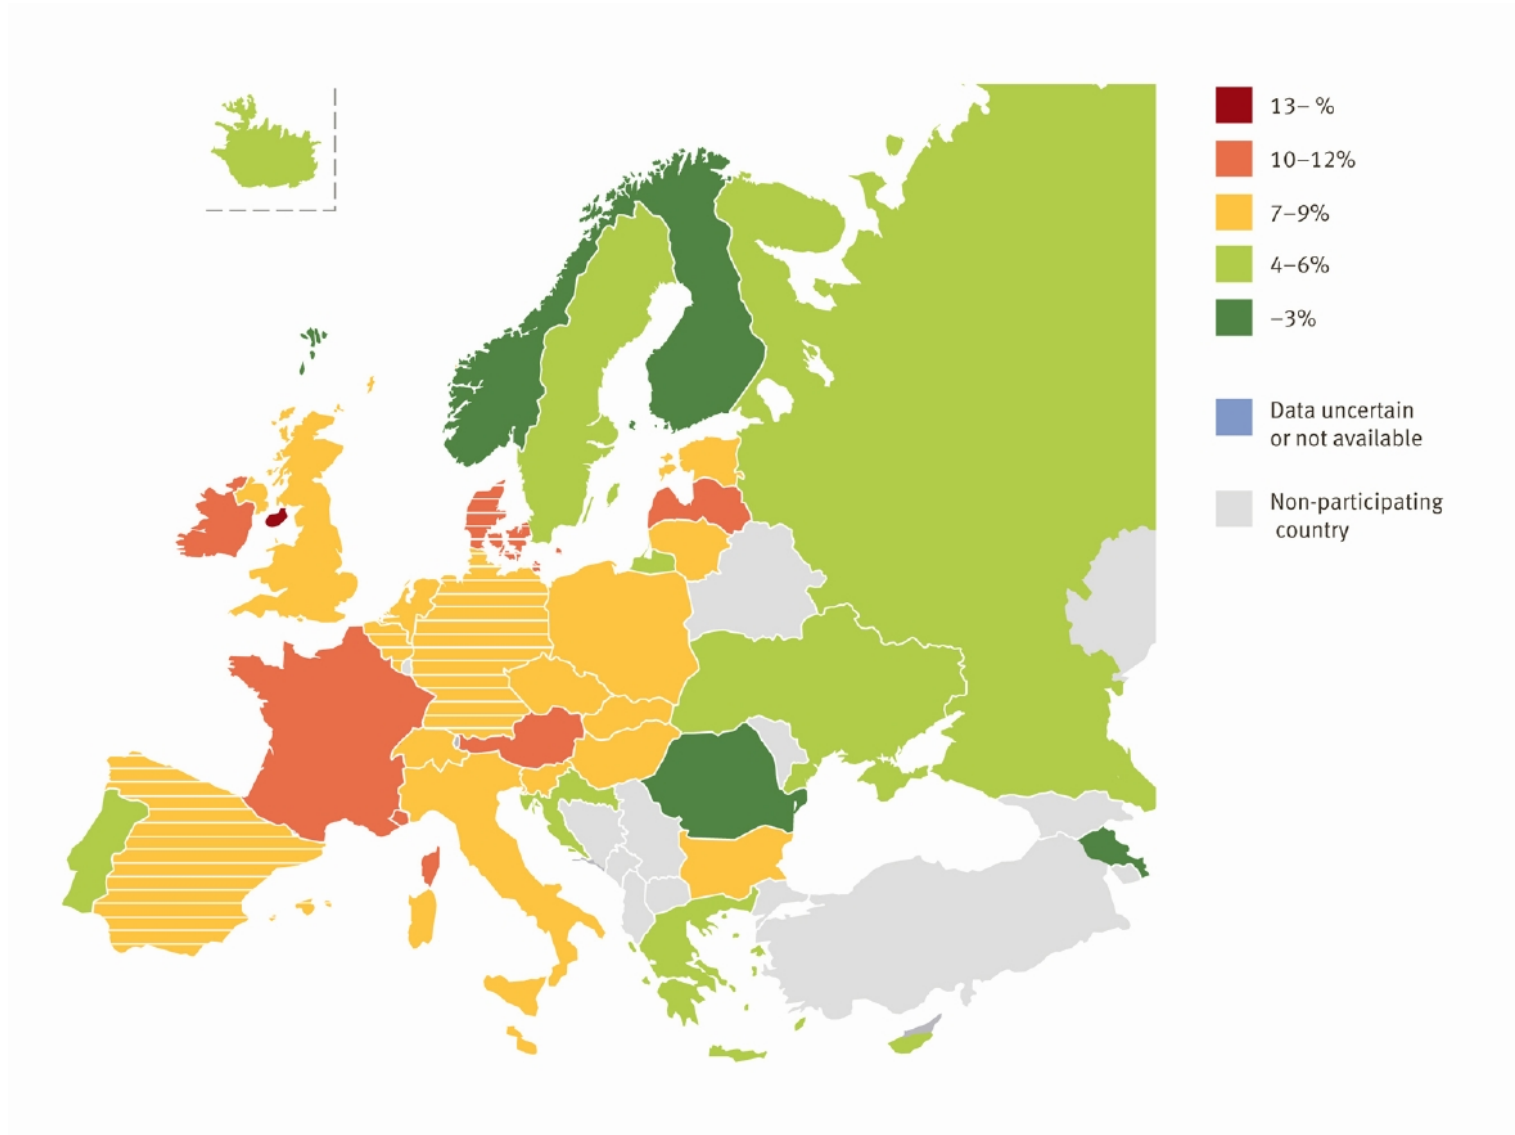 13– %
10–12%
7–9%
4–6%
–3%
Data uncertain
or not available
Non-participating
country